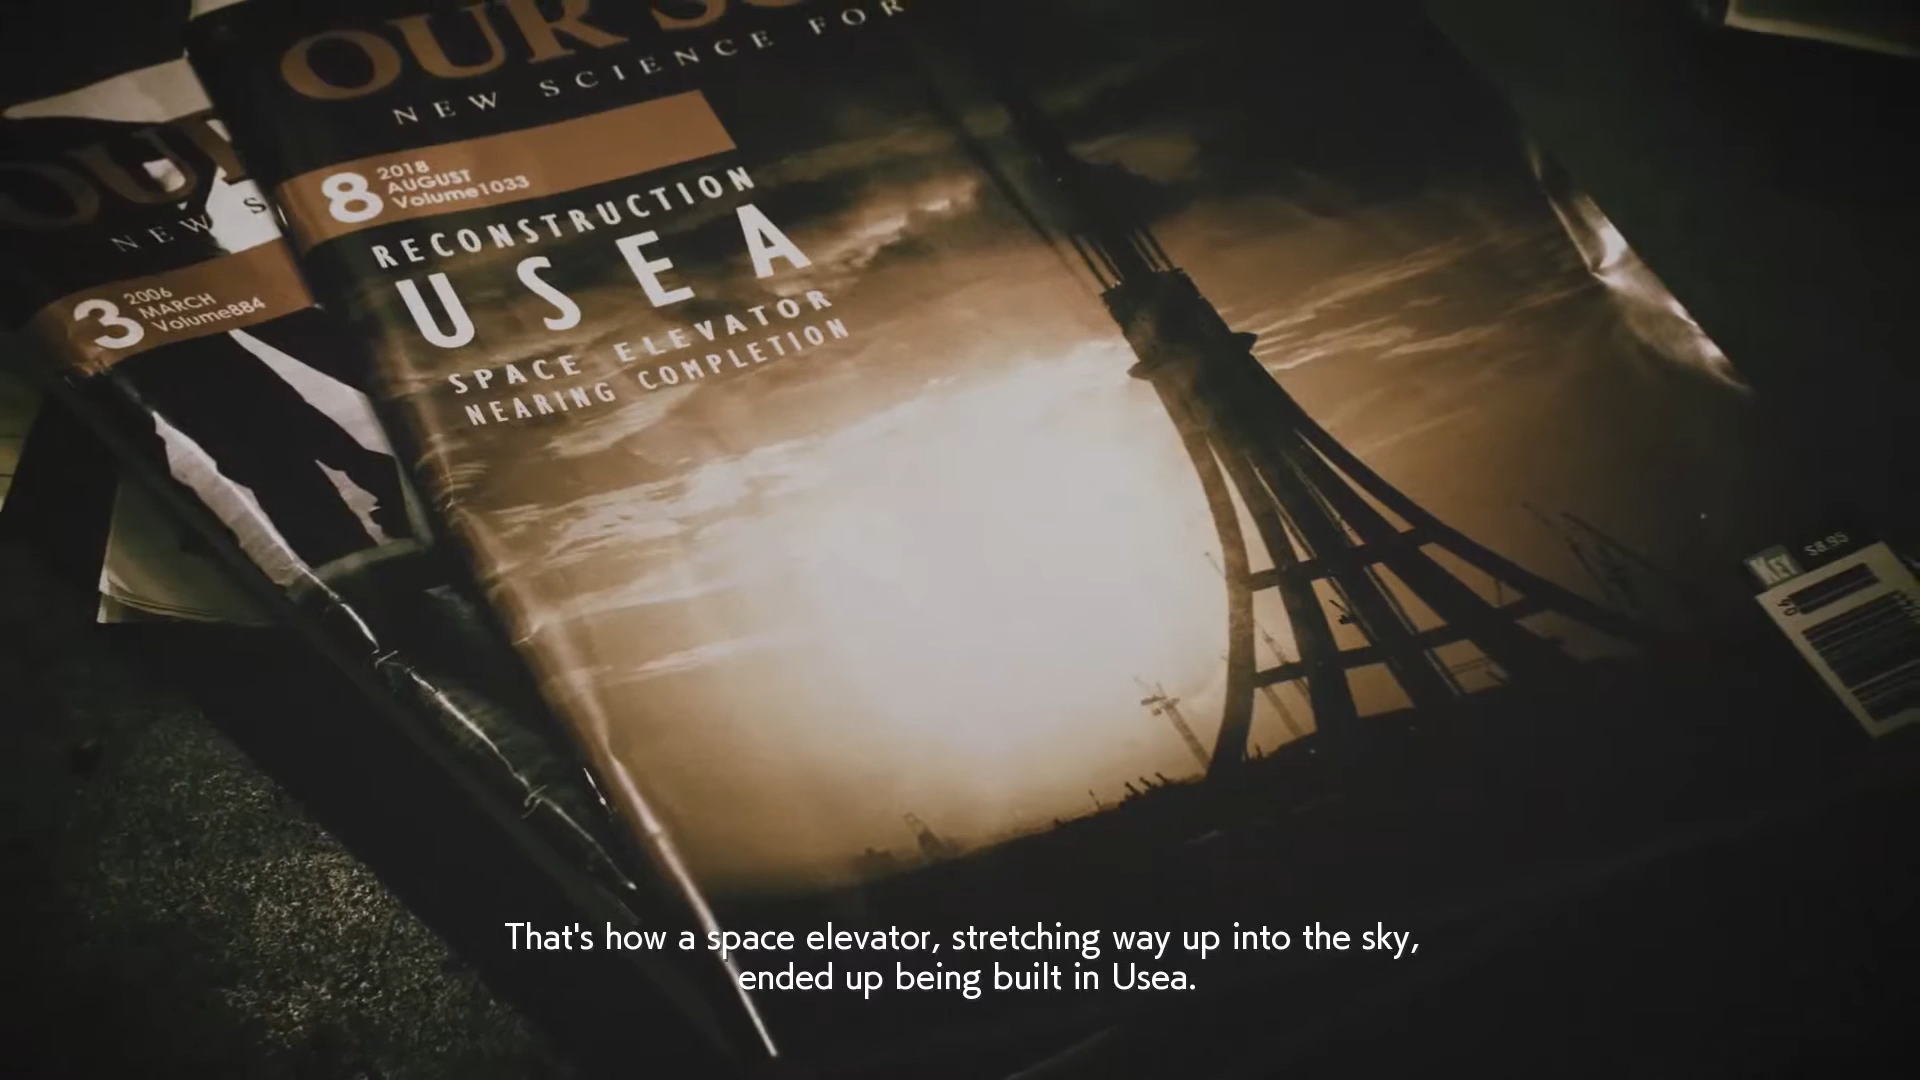 OUR
NEW SCIENCE FOR
8
2018
AUGUST
Volume1033
RECONSTRUCTION
USEA
SPACE ELEVATOR
NEARING COMPLETION
NEW S
3
2006
MARCH
Volume884
KEY
$8.95
That's how a space elevator, stretching way up into the sky,
ended up being built in Usea.